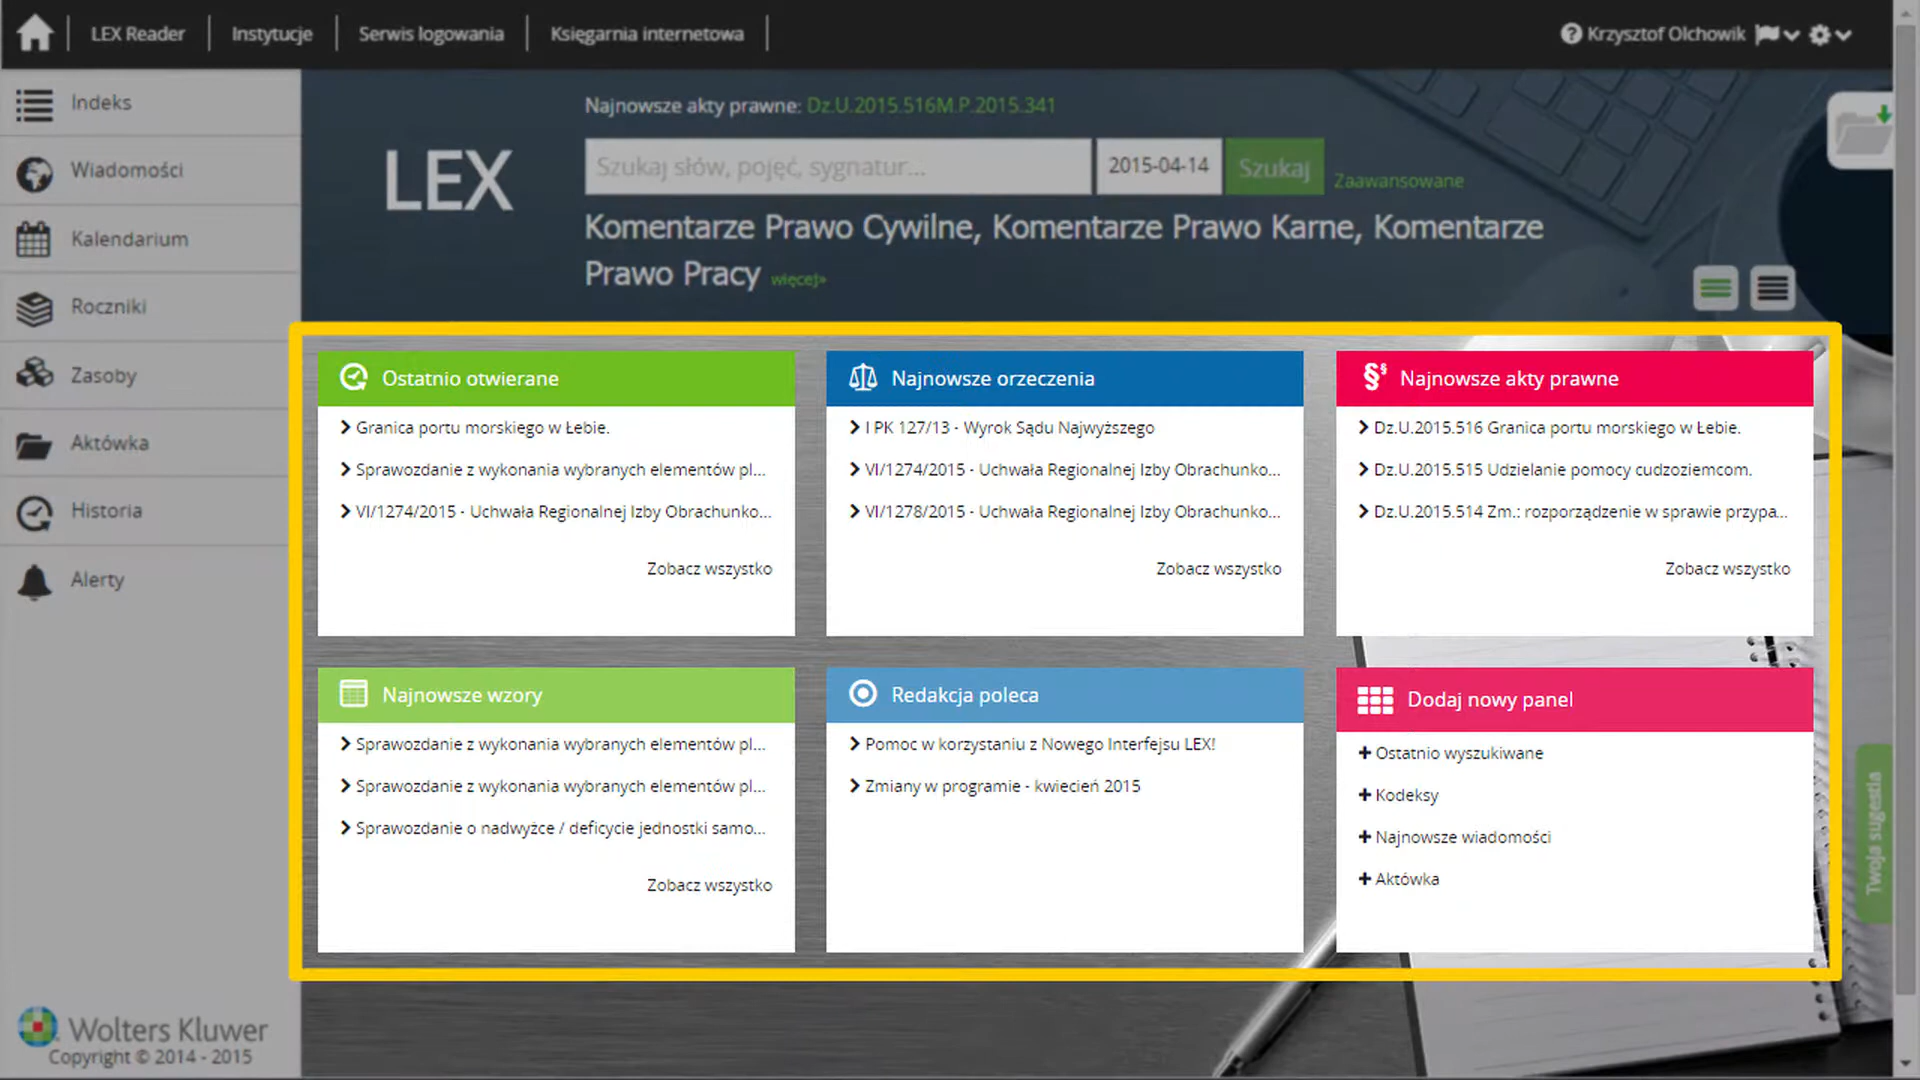 LEX Reader
Instytucje
Serwis logowania
Księgarnia internetowa
Krzysztof Olchowik
Indeks
Wiadomości
Kalendarium
Roczniki
Zasoby
Aktówka
Historia
Alerty
Najnowsze akty prawne: Dz.U.2015.516M.P.2015.341
LEX
Szukaj słów, pojęć, sygnatur...
2015-04-14
Szukaj
Zaawansowane
Komentarze Prawo Cywilne, Komentarze Prawo Karne, Komentarze
Prawo Pracy więcej»
Ostatnio otwierane
Granica portu morskiego w Łebie.
Sprawozdanie z wykonania wybranych elementów pl...
VI/1274/2015 - Uchwała Regionalnej Izby Obrachunko...
Zobacz wszystko
Najnowsze orzeczenia
I PK 127/13 - Wyrok Sądu Najwyższego
VI/1274/2015 - Uchwała Regionalnej Izby Obrachunko...
VI/1278/2015 - Uchwała Regionalnej Izby Obrachunko...
Zobacz wszystko
§§ Najnowsze akty prawne
Dz.U.2015.516 Granica portu morskiego w Łebie.
Dz.U.2015.515 Udzielanie pomocy cudzoziemcom.
Dz.U.2015.514 Zm.: rozporządzenie w sprawie przypa...
Zobacz wszystko
Najnowsze wzory
Sprawozdanie z wykonania wybranych elementów pl...
Sprawozdanie z wykonania wybranych elementów pl...
Sprawozdanie o nadwyżce / deficycie jednostki samo...
Zobacz wszystko
Redakcja poleca
Pomoc w korzystaniu z Nowego Interfejsu LEX!
Zmiany w programie - kwiecień 2015
Dodaj nowy panel
+ Ostatnio wyszukiwane
+ Kodeksy
+ Najnowsze wiadomości
+ Aktówka
Twoja sugestia
Wolters Kluwer
Copyright © 2014 - 2015